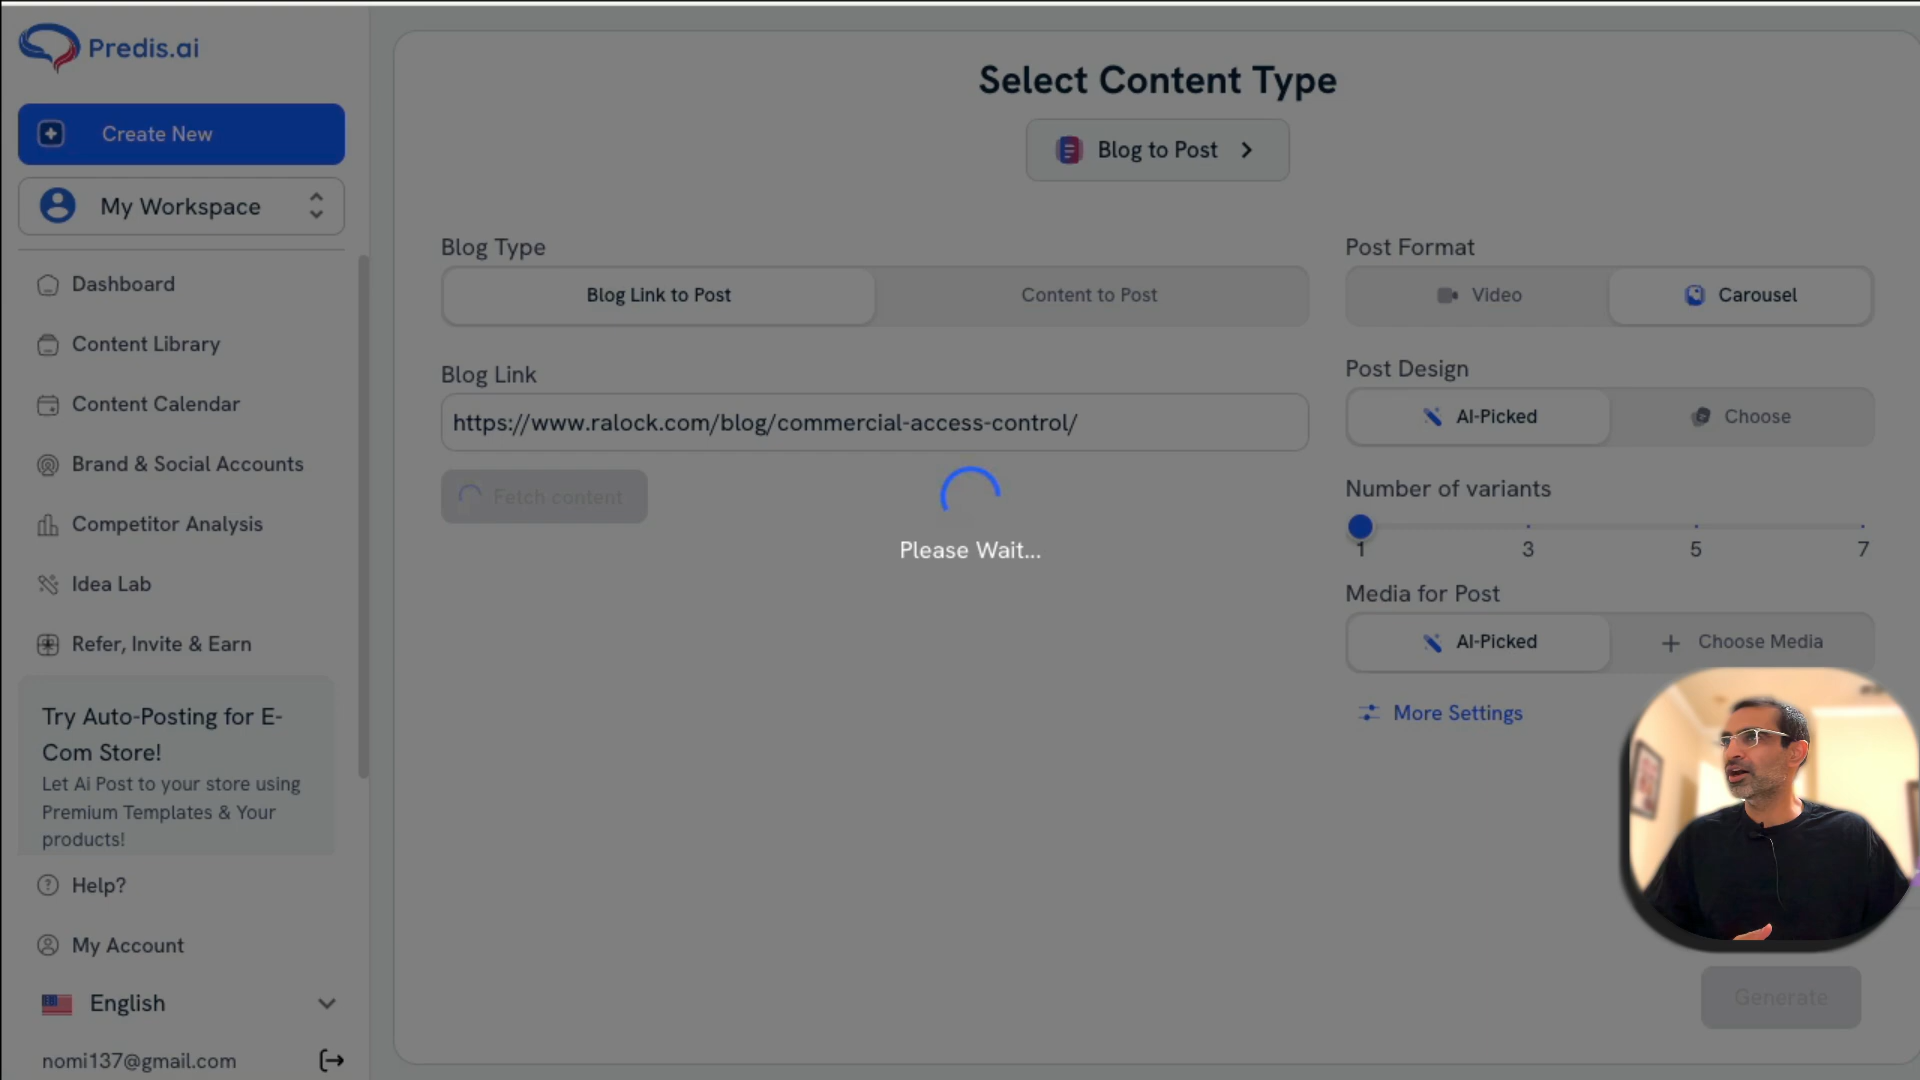 Predis.ai
Create New
My Workspace
Dashboard
Content Library
Content Calendar
Brand & Social Accounts
Competitor Analysis
Idea Lab
Refer, Invite & Earn
Try Auto-Posting for E-
Com Store!
Let Ai Post to your store using
Premium Templates & Your
products!
Help?
My Account
English
nomi137@gmail.com
Select Content Type
Blog to Post
Blog Type
Blog Link to Post
Content to Post
Blog Link
https://www.ralock.com/blog/commercial-access-control/
Fetch content
Please Wait...
Post Format
Video
Carousel
Post Design
AI-Picked
Choose
Number of variants
1 3 5 7
Media for Post
AI-Picked
Choose Media
More Settings
Generate